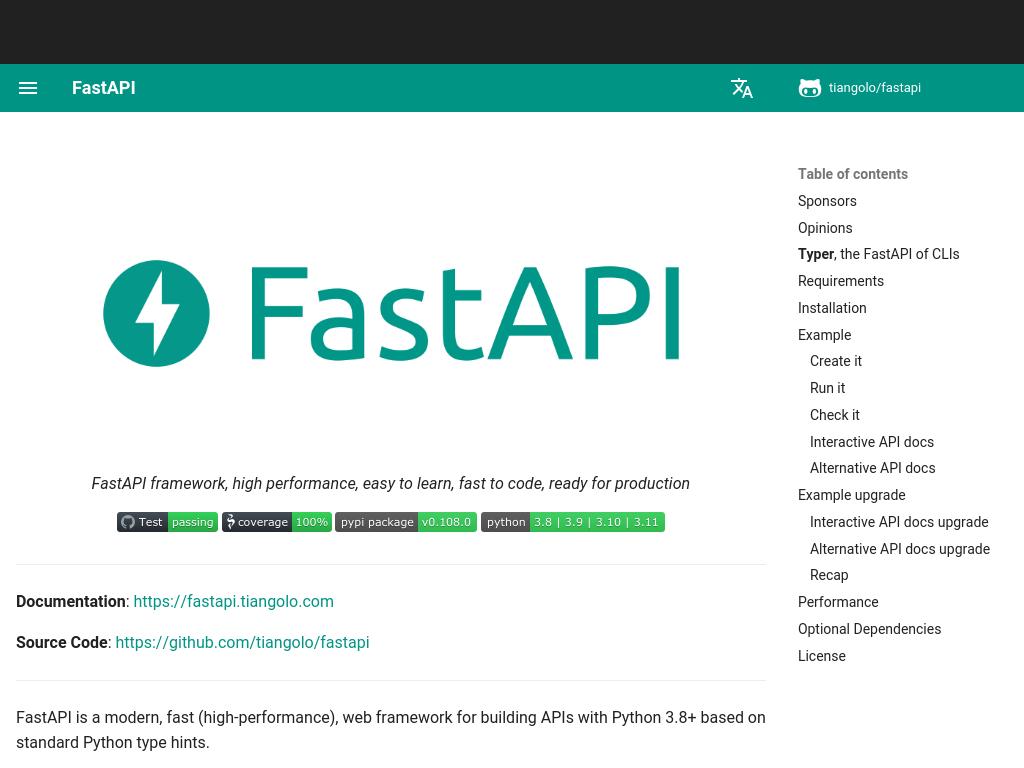 FastAPI
tiangolo/fastapi
FastAPI
FastAPI framework, high performance, easy to learn, fast to code, ready for production
Test passing coverage 100% pypi package v0.108.0 python 3.8 | 3.9 | 3.10 | 3.11
Documentation: https://fastapi.tiangolo.com
Source Code: https://github.com/tiangolo/fastapi
FastAPI is a modern, fast (high-performance), web framework for building APIs with Python 3.8+ based on
standard Python type hints.
Table of contents
Sponsors
Opinions
Typer, the FastAPI of CLIs
Requirements
Installation
Example
Create it
Run it
Check it
Interactive API docs
Alternative API docs
Example upgrade
Interactive API docs upgrade
Alternative API docs upgrade
Recap
Performance
Optional Dependencies
License